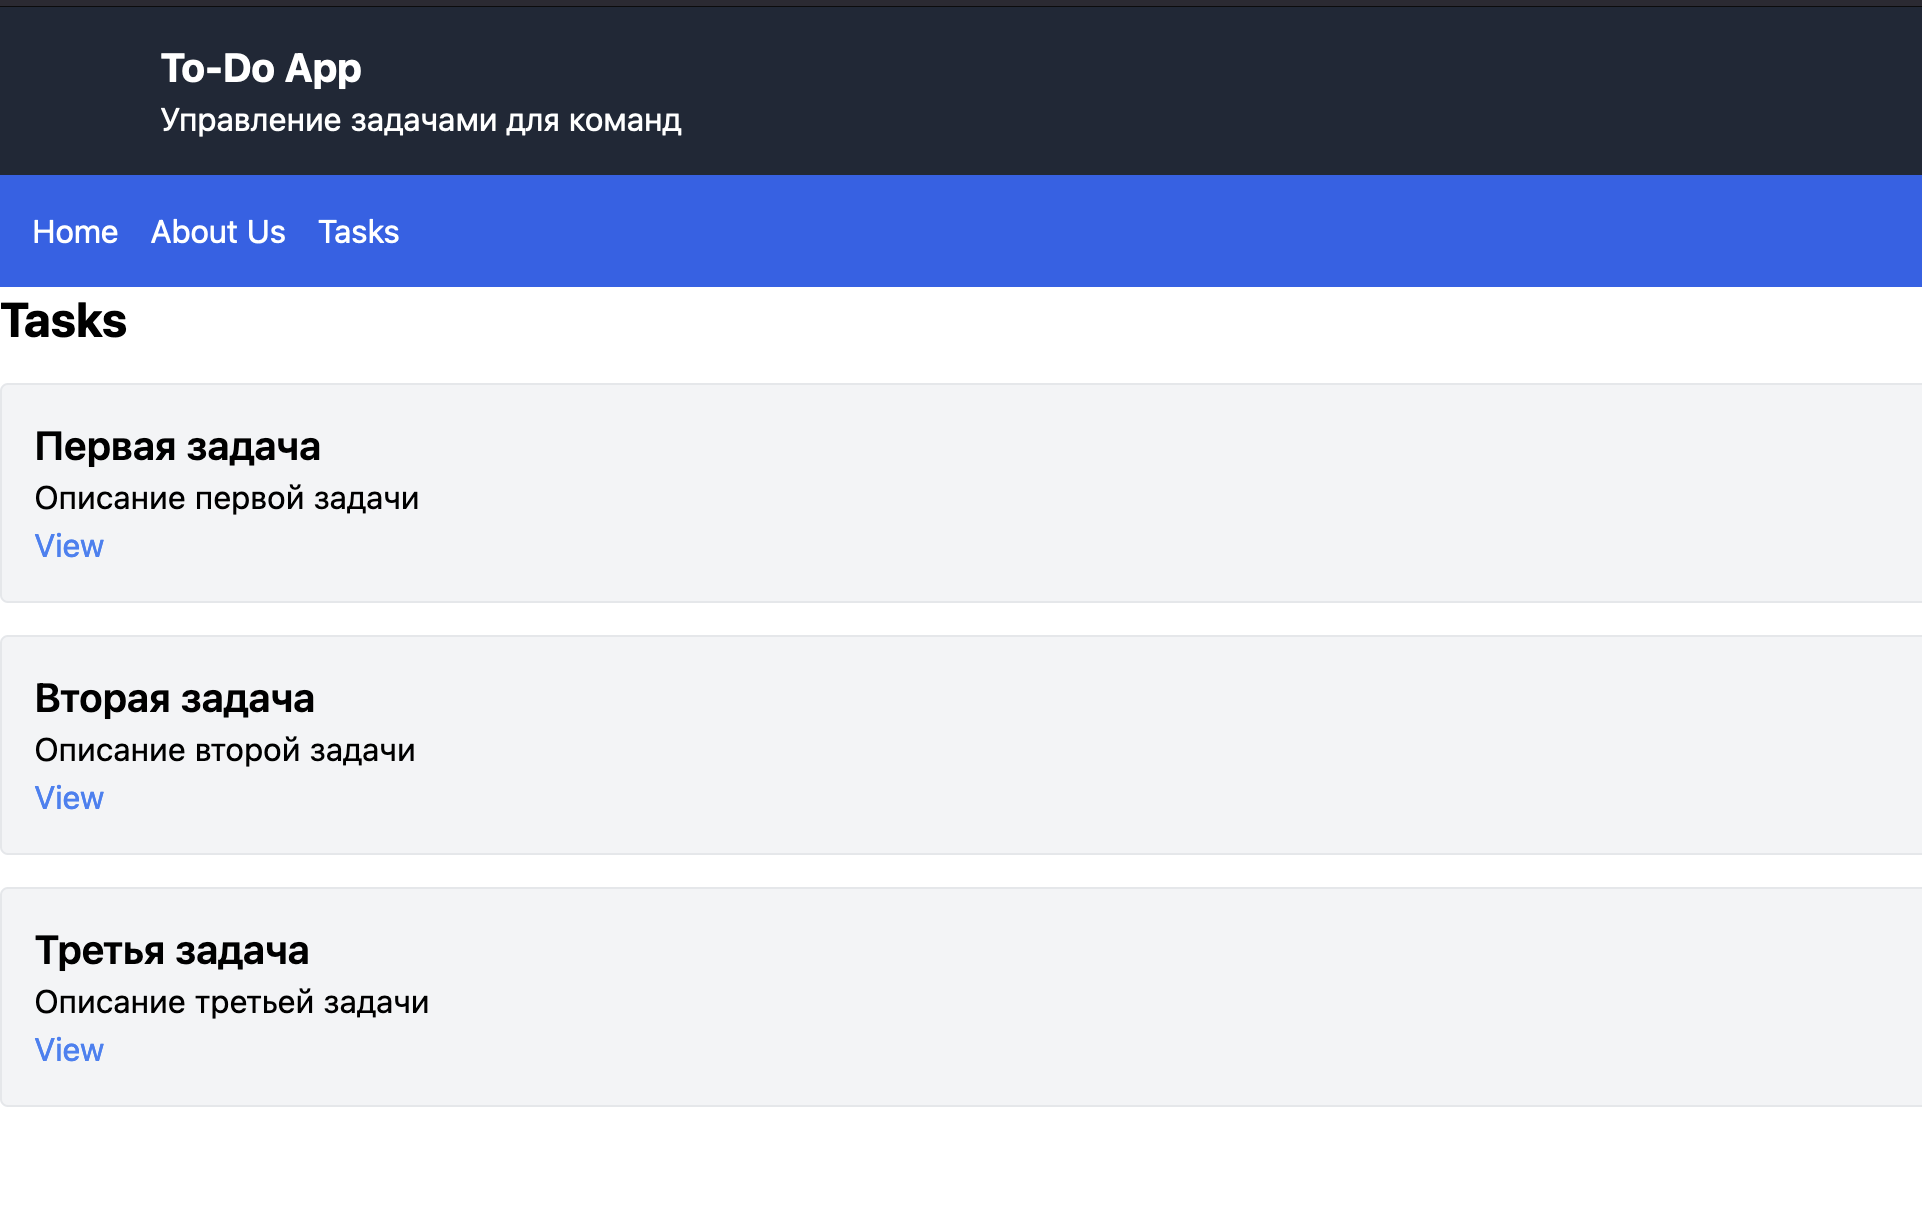 To-Do App
Управление задачами для команд
Home About Us Tasks
Tasks
Первая задача
Описание первой задачи
View
Вторая задача
Описание второй задачи
View
Третья задача
Описание третьей задачи
View